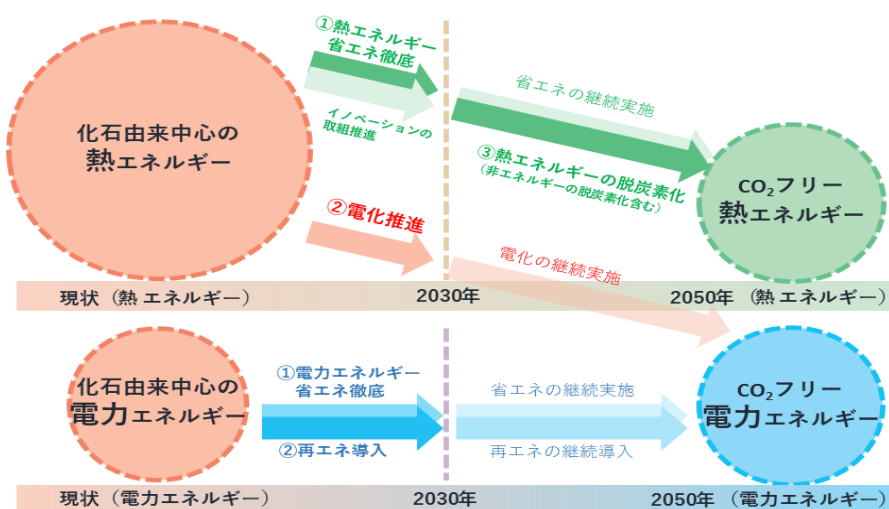 ①熱エネルギー
省エネ徹底
イノベーションの
取組推進
化石由来中心の
熱エネルギー
②電化推進
省エネの継続実施
③熱エネルギーの脱炭素化
(非エネルギーの脱炭素化含む)
CO₂フリー
熱エネルギー
電化の継続実施
現状 (熱 エネルギー)
2030年
2050年 (熱 エネルギー)
化石由来中心の
電力エネルギー
①電力エネルギー
省エネ徹底
②再エネ導入
省エネの継続実施
再エネの継続導入
CO₂フリー
電力エネルギー
現状 (電力エネルギー)
2030年
2050年 (電力エネルギー)